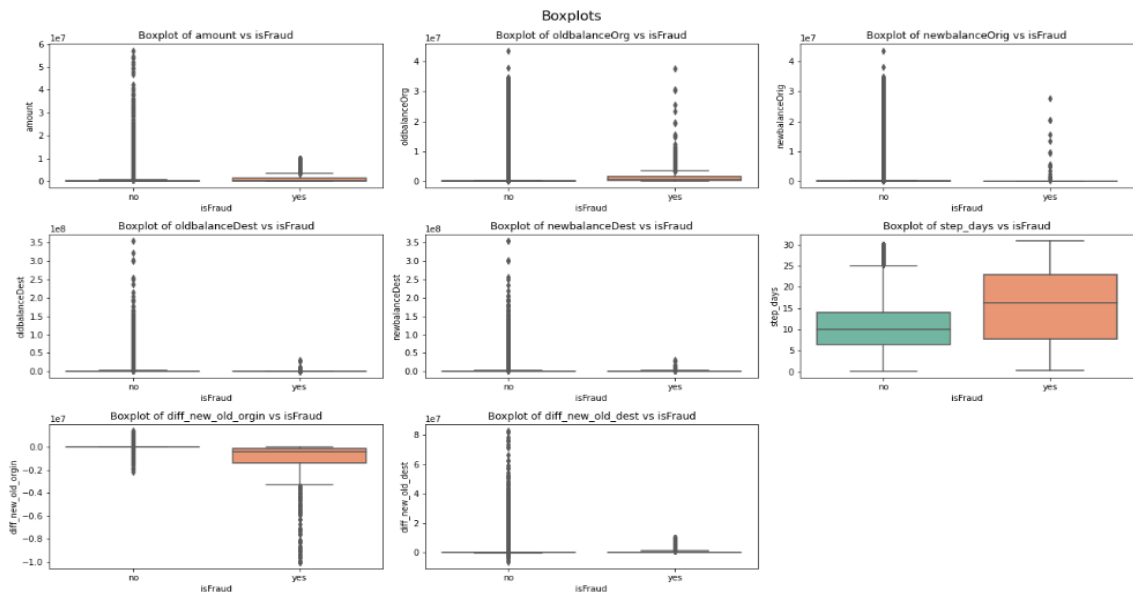 Boxplots
Boxplot of amount vs isFraud
1e7
6
5
4
3
2
1
0
amount
no
yes
isFraud
Boxplot of oldbalanceOrg vs isFraud
1e7
4
3
2
1
0
oldbalanceOrg
no
yes
isFraud
Boxplot of newbalanceOrig vs isFraud
1e7
4
3
2
1
0
newbalanceOrig
no
yes
isFraud
Boxplot of oldbalanceDest vs isFraud
1e8
3.5
3.0
2.5
2.0
1.5
1.0
0.5
0.0
oldbalanceDest
no
yes
isFraud
Boxplot of newbalanceDest vs isFraud
1e8
3.5
3.0
2.5
2.0
1.5
1.0
0.5
0.0
newbalanceDest
no
yes
isFraud
Boxplot of step_days vs isFraud
30
25
20
15
10
5
0
step_days
no
yes
isFraud
Boxplot of diff_new_old_orgin vs isFraud
1e7
0.0
−0.2
−0.4
−0.6
−0.8
−1.0
diff_new_old_orgin
no
yes
isFraud
Boxplot of diff_new_old_dest vs isFraud
1e7
8
6
4
2
0
diff_new_old_dest
no
yes
isFraud